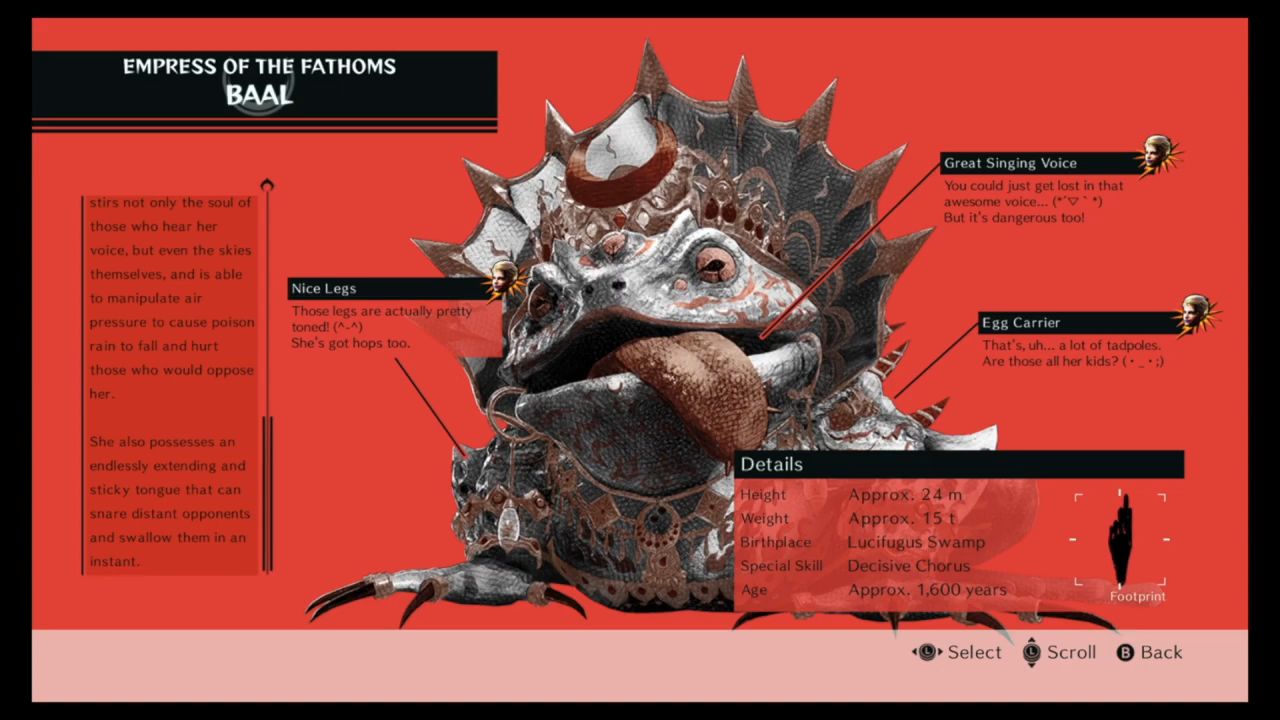 EMPRESS OF THE FATHOMS
BAAL
stirs not only the soul of
those who hear her
voice, but even the skies
themselves, and is able
to manipulate air
pressure to cause poison
rain to fall and hurt
those who would oppose
her.
She also possesses an
endlessly extending and
sticky tongue that can
snare distant opponents
and swallow them in an
instant.
Nice Legs
Those legs are actually pretty
toned! (^-^)
She's got hops too.
Great Singing Voice
You could just get lost in that
awesome voice... (*´▽`*)
But it's dangerous too!
Egg Carrier
That's, uh... a lot of tadpoles.
Are those all her kids? (・_・;)
Details
Height Approx. 24 m
Weight Approx. 15 t
Birthplace Lucifugus Swamp
Special Skill Decisive Chorus
Age Approx. 1,600 years
Footprint
L Select L Scroll B Back